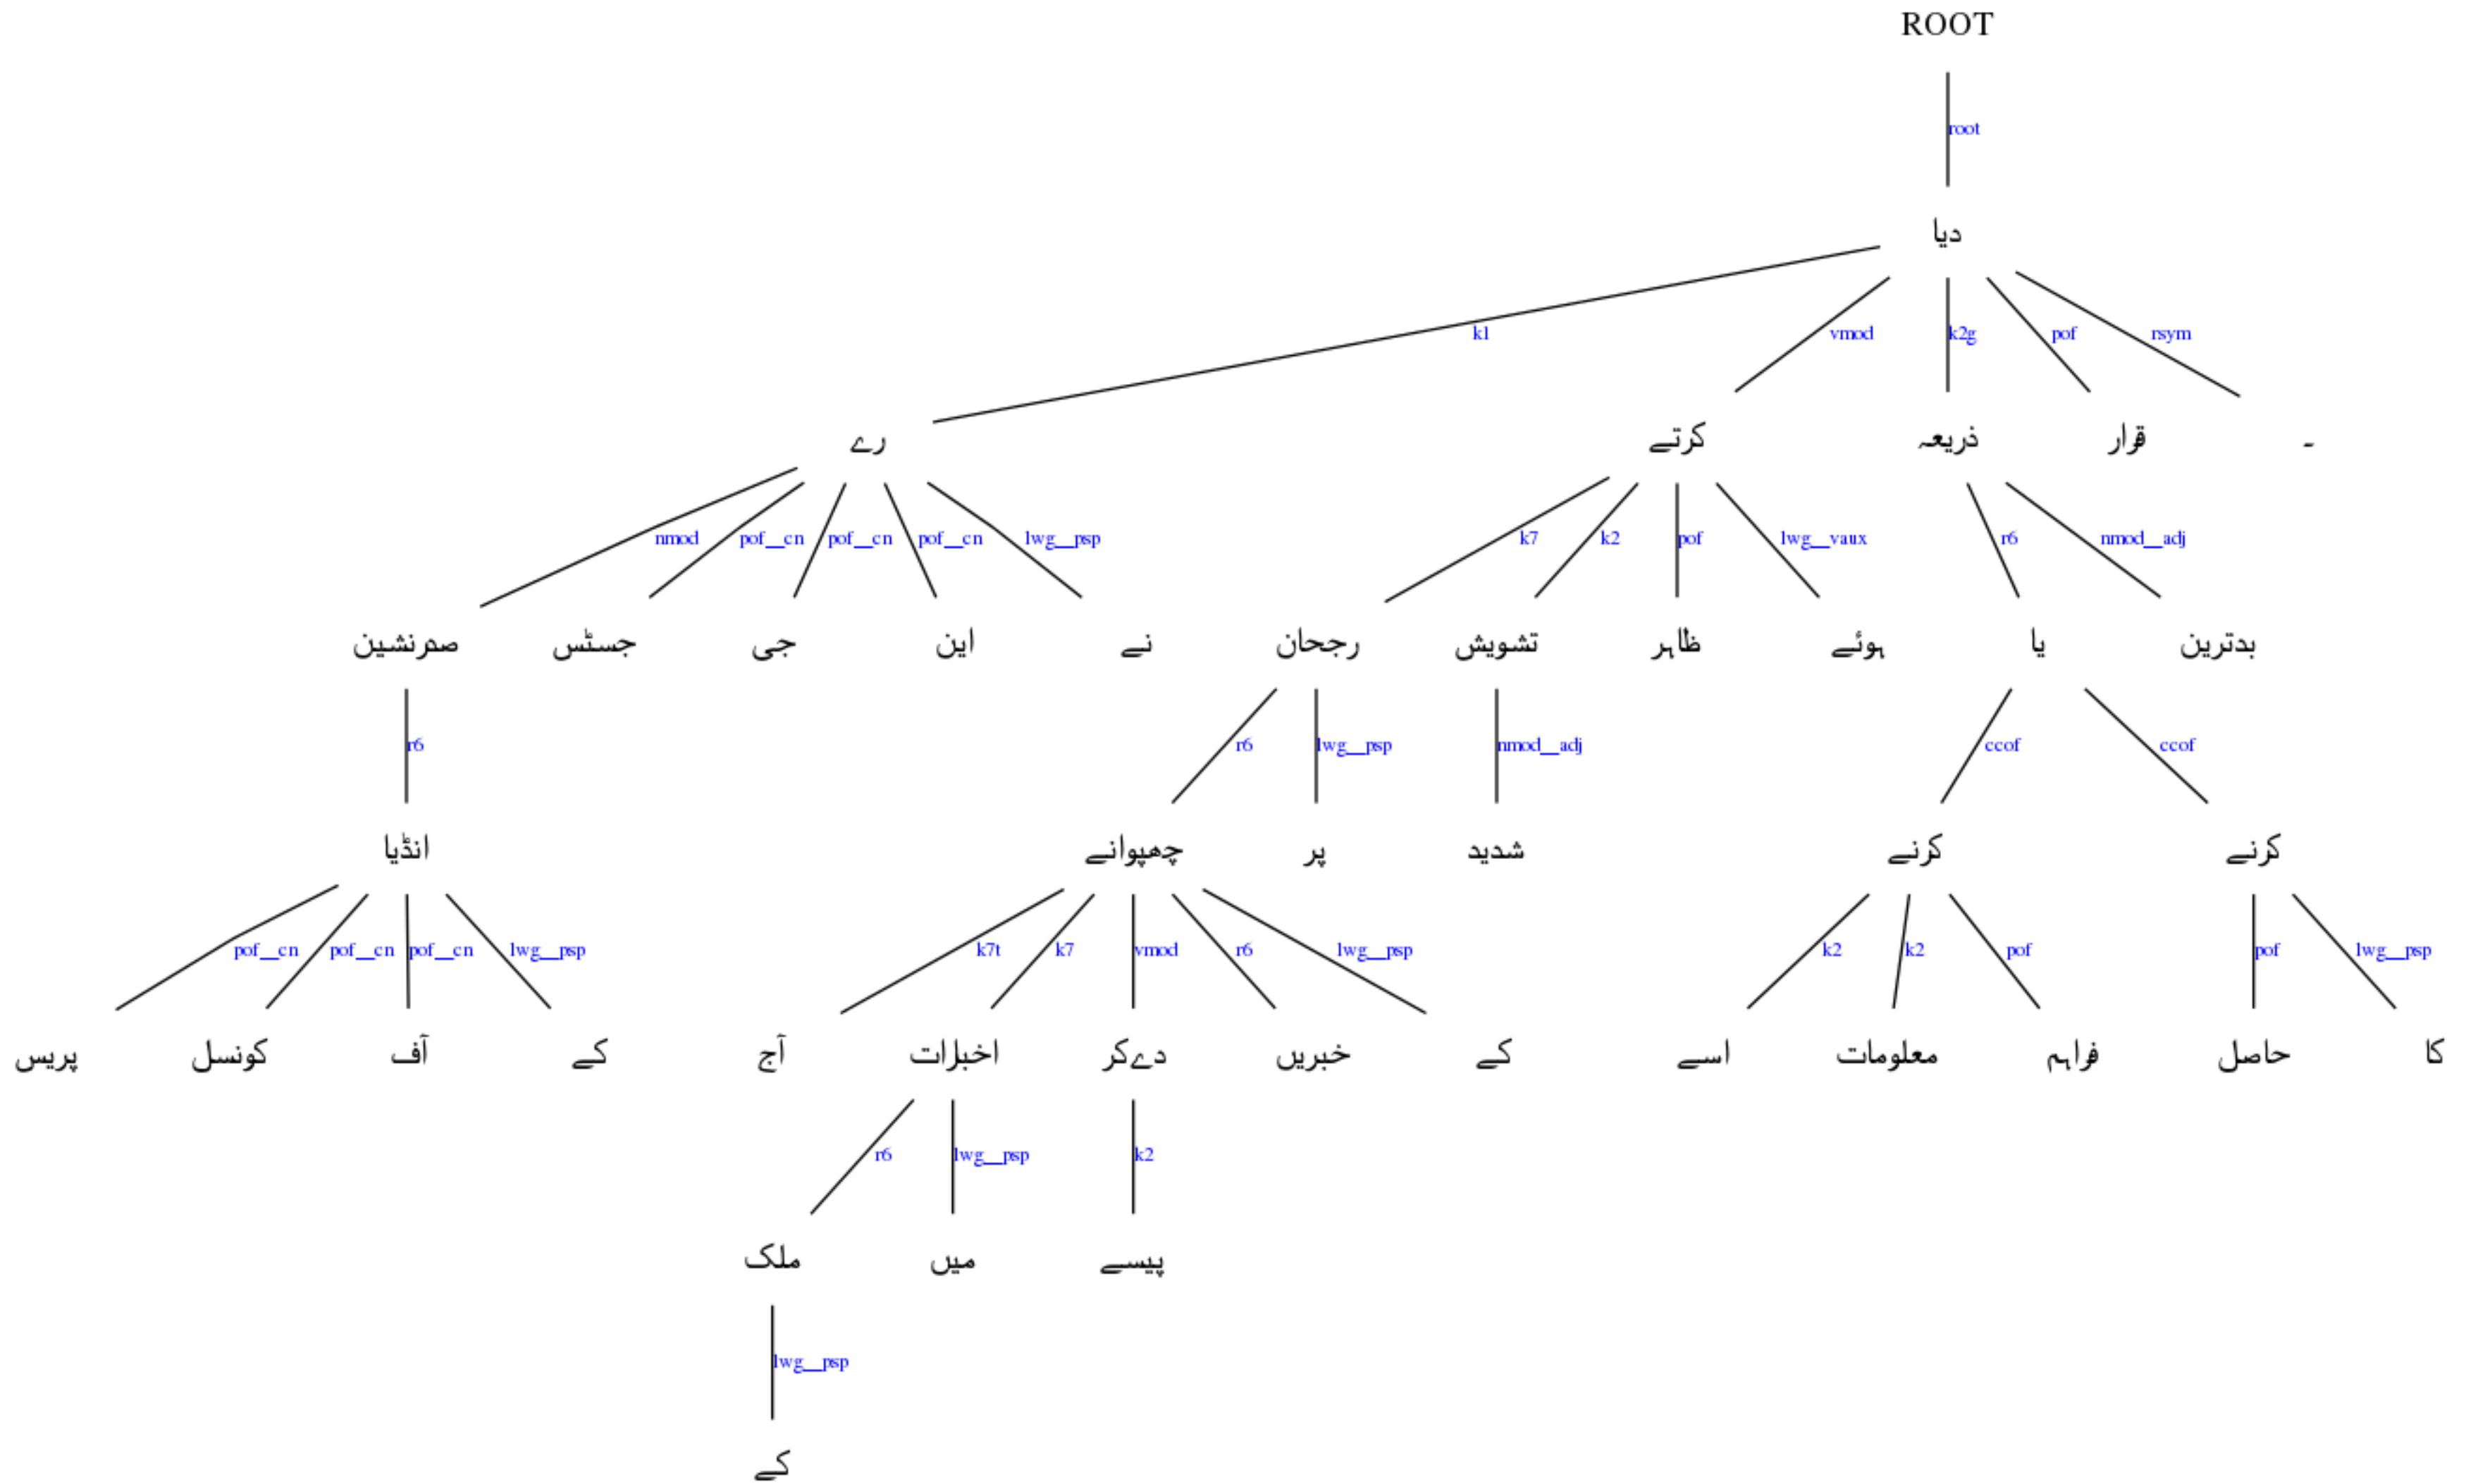 ROOT
root
دیا
k1 vmod k2g pof rsym
رے کرتے ذریعہ قرار ۔
nmod pof__cn pof__cn pof__cn lwg__psp k7 k2 pof lwg__vaux r6 nmod__adj
صدرنشین جسٹس جی این نے رجحان تشویش ظاہر ہوئے یا بدترین
r6 r6 lwg__psp nmod__adj ccof ccof
انڈیا چھپوانے پر شدید کرنے کرنے
pof__cn pof__cn pof__cn lwg__psp k7t k7 vmod r6 lwg__psp k2 k2 pof pof lwg__psp
پریس کونسل آف کے آج اخبارات دےکر خبریں کے اسے معلومات فراہم حاصل کا
r6 lwg__psp k2
ملک میں پیسے
lwg__psp
کے